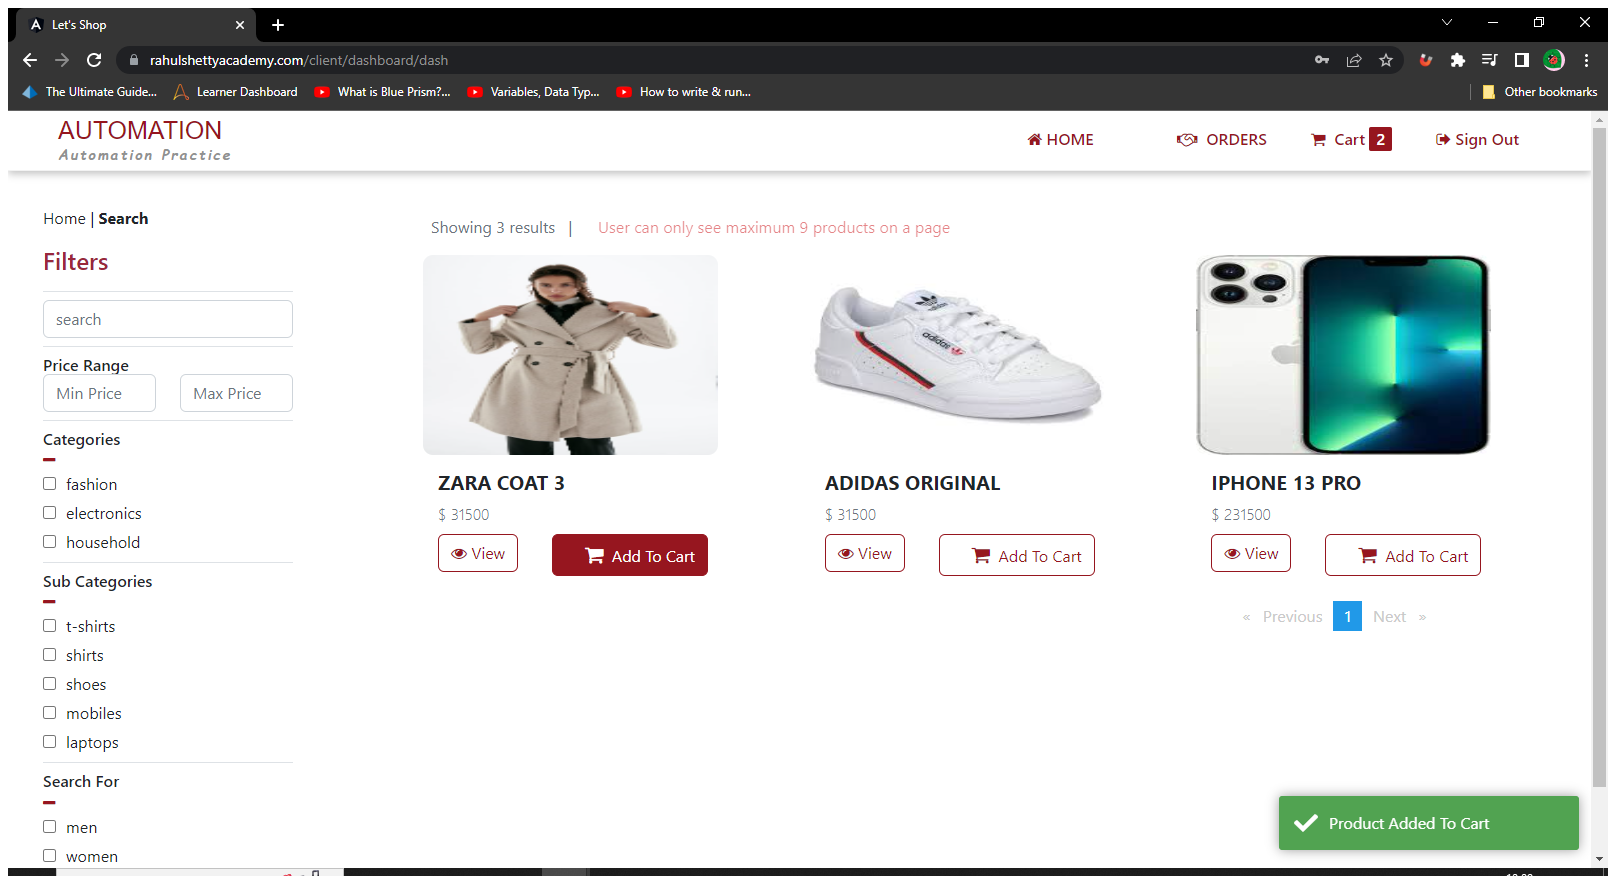 Let's Shop
rahulshettyacademy.com/client/dashboard/dash
The Ultimate Guide... Learner Dashboard What is Blue Prism?... Variables, Data Typ... How to write & run... Other bookmarks
AUTOMATION
Automation Practice
HOME ORDERS Cart 2 Sign Out
Home | Search
Showing 3 results | User can only see maximum 9 products on a page
Filters
search
Price Range
Min Price Max Price
Categories
fashion
electronics
household
Sub Categories
t-shirts
shirts
shoes
mobiles
laptops
Search For
men
women
adidas
ZARA COAT 3
$ 31500
View Add To Cart
ADIDAS ORIGINAL
$ 31500
View Add To Cart
IPHONE 13 PRO
$ 231500
View Add To Cart
« Previous 1 Next »
Product Added To Cart